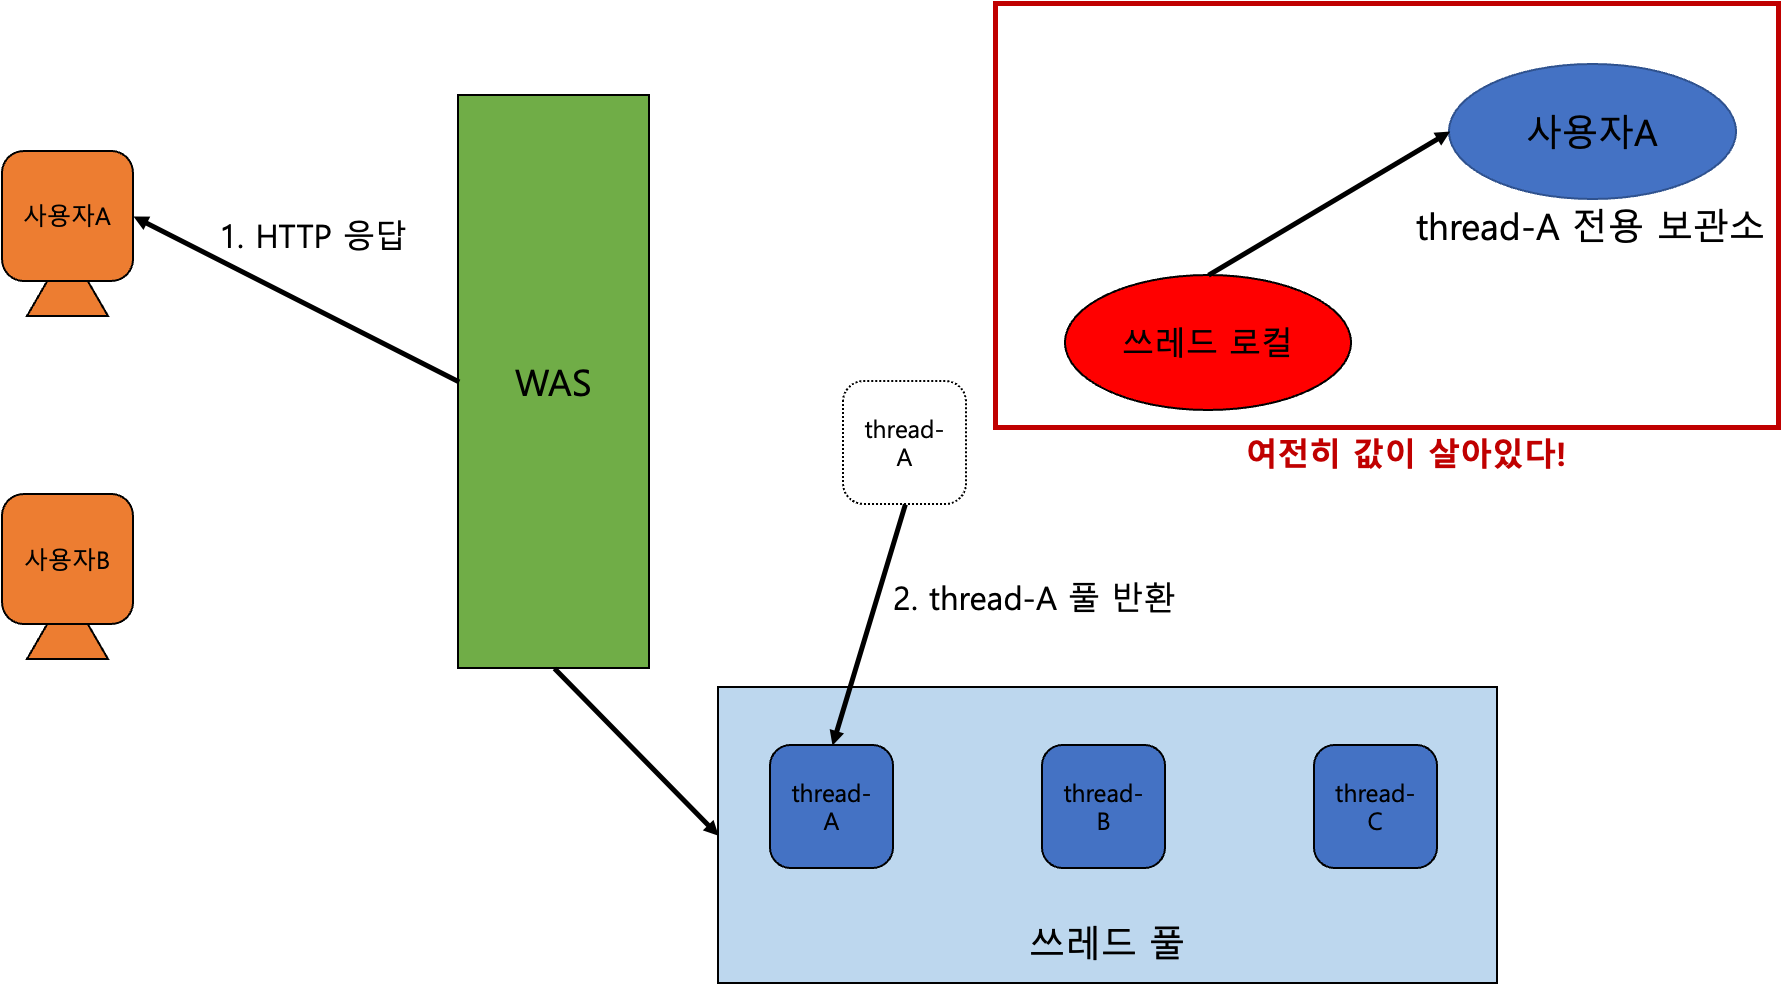 사용자A
1. HTTP 응답
WAS
사용자B
사용자A
thread-A 전용 보관소
쓰레드 로컬
여전히 값이 살아있다!
thread-
A
2. thread-A 풀 반환
thread-
A
thread-
B
thread-
C
쓰레드 풀